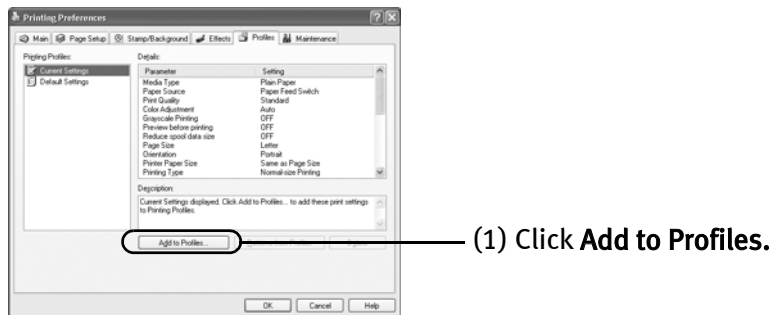 Printing Preferences
Main Page Setup Stamp/Background Effects Profiles Maintenance
Printing Profiles: Details:
Current Settings
Default Settings
Parameter Setting
Media Type Plain Paper
Paper Source Paper Feed Switch
Print Quality Standard
Color Adjustment Auto
Grayscale Printing OFF
Preview before printing OFF
Reduce spool data size OFF
Page Size Letter
Orientation Portrait
Printer Paper Size Same as Page Size
Printing Type Normal-size Printing
Description:
Current Settings displayed. Click Add to Profiles... to add these print settings
to Printing Profiles.
Add to Profiles...
(1) Click Add to Profiles.
OK Cancel Help